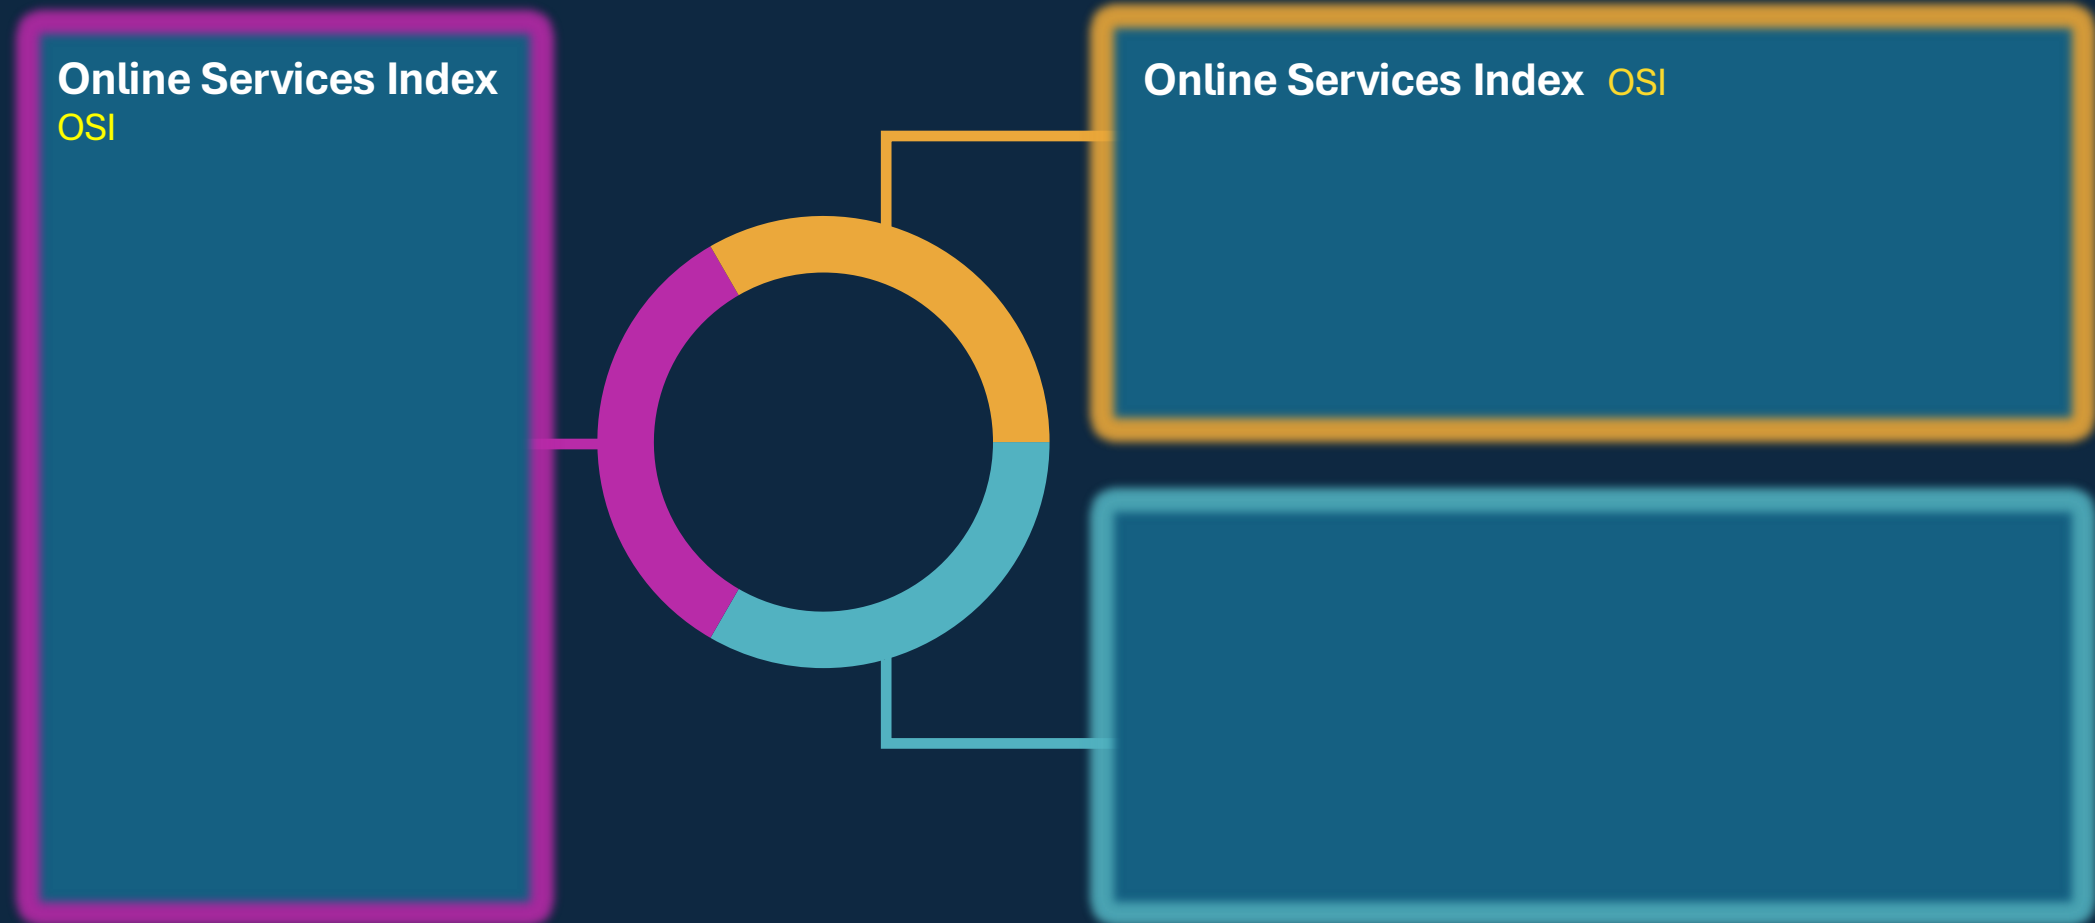 Online Services Index
OSI
Online Services Index OSI